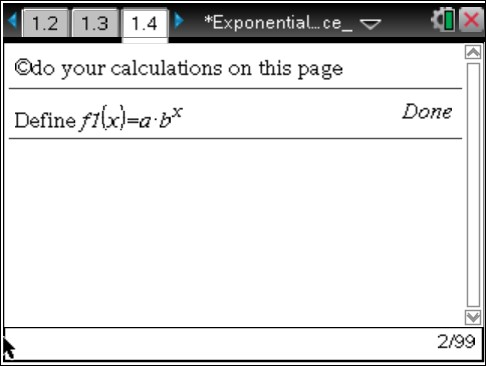 1.2 1.3 1.4 *Exponential...ce_
©do your calculations on this page
Define f1(x)=a·b^x Done
2/99